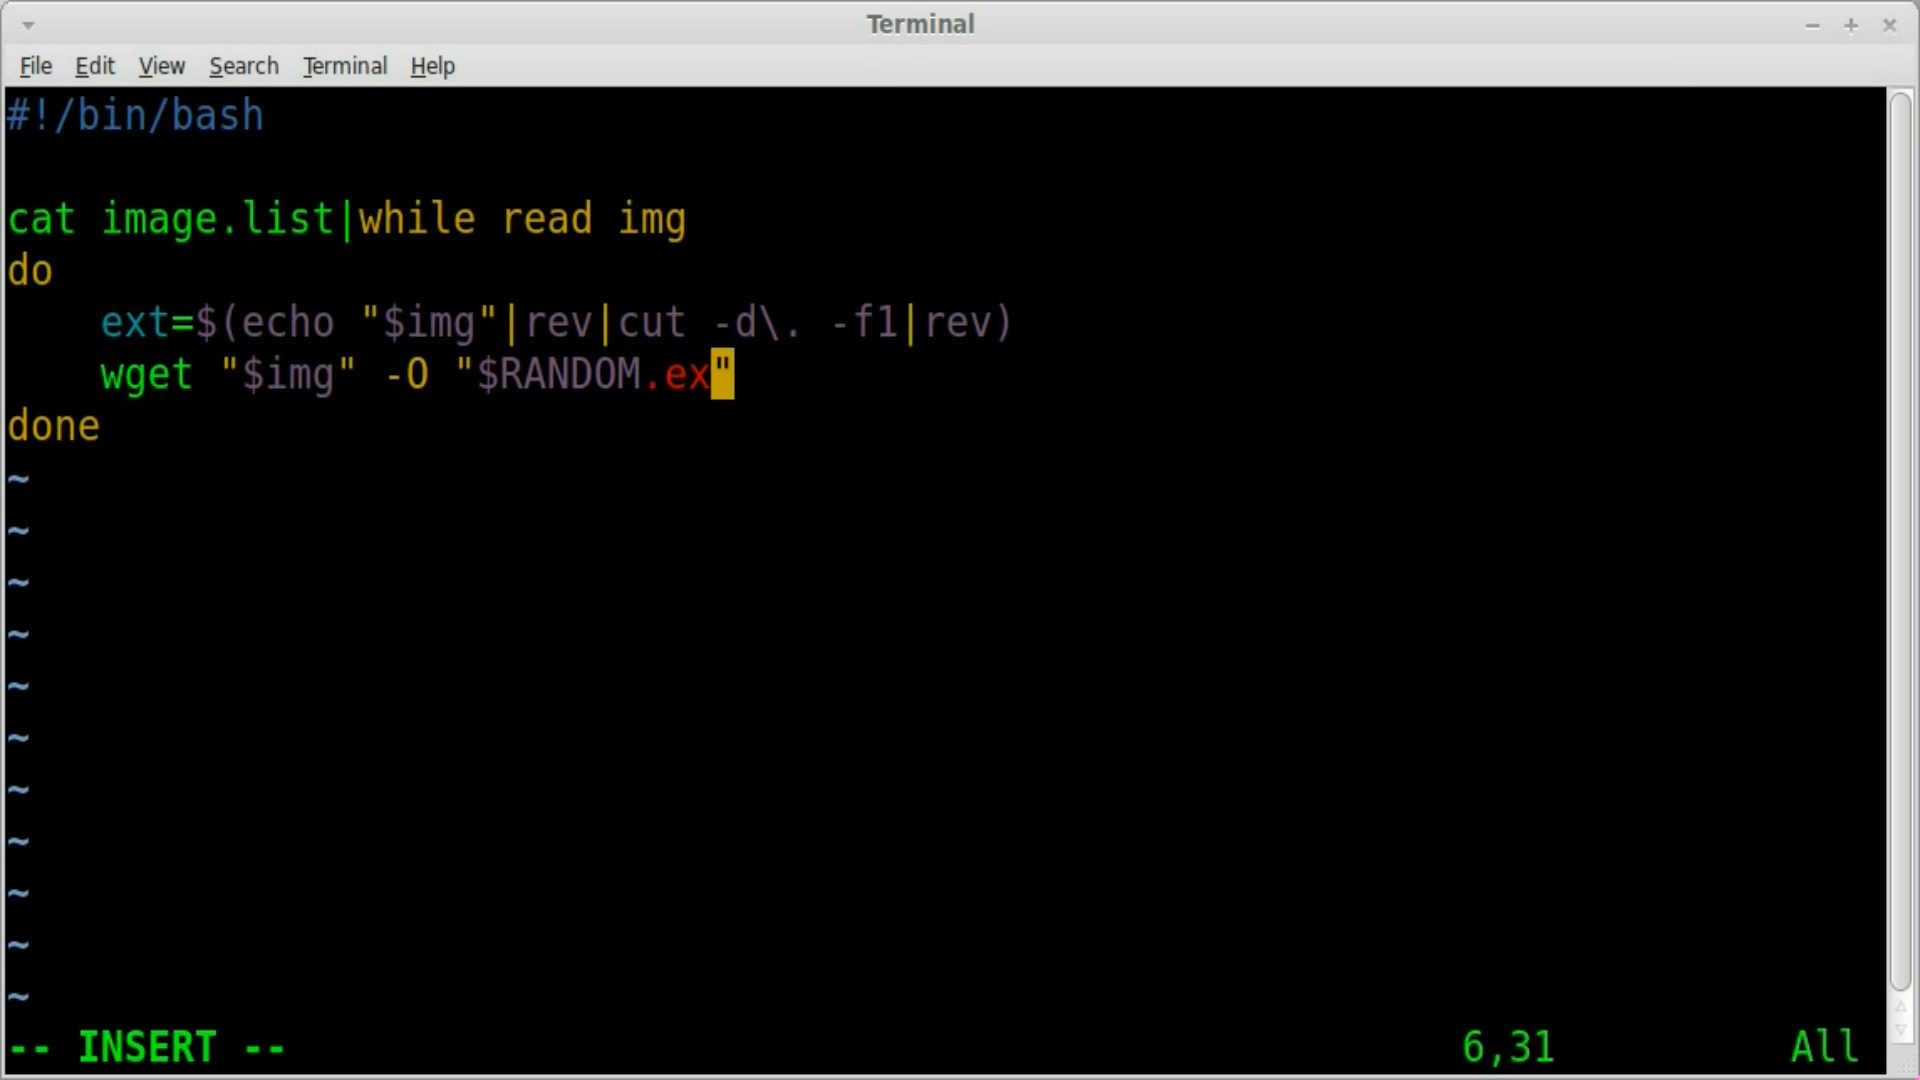 Terminal
File Edit View Search Terminal Help
#!/bin/bash
cat image.list|while read img
do
    ext=$(echo "$img"|rev|cut -d\. -f1|rev)
    wget "$img" -O "$RANDOM.ex"
done
~
~
~
~
~
~
~
~
~
~
~
-- INSERT -- 6,31 All